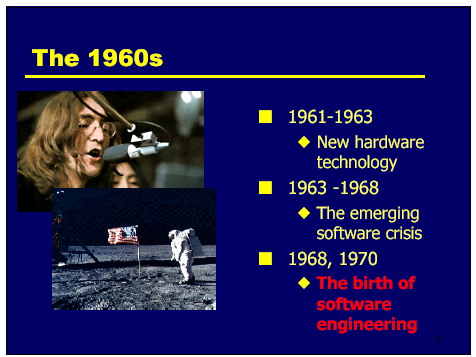 The 1960s
1961-1963
New hardware
technology
1963 -1968
The emerging
software crisis
1968, 1970
The birth of
software
engineering